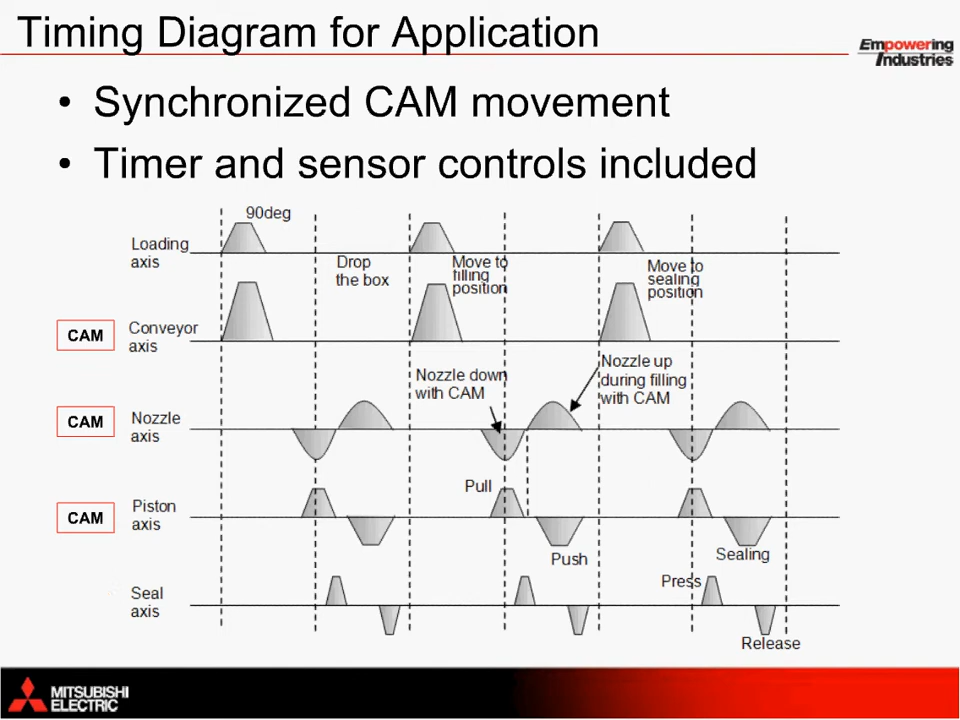 Timing Diagram for Application
Empowering
Industries
• Synchronized CAM movement
• Timer and sensor controls included
90deg
Loading
axis
Drop
the box
Move to
filling
position
Move to
sealing
position
CAM
Conveyor
axis
Nozzle down
with CAM
Nozzle up
during filling
with CAM
CAM
Nozzle
axis
Pull
CAM
Piston
axis
Push
Sealing
Press
Seal
axis
Release
MITSUBISHI
ELECTRIC